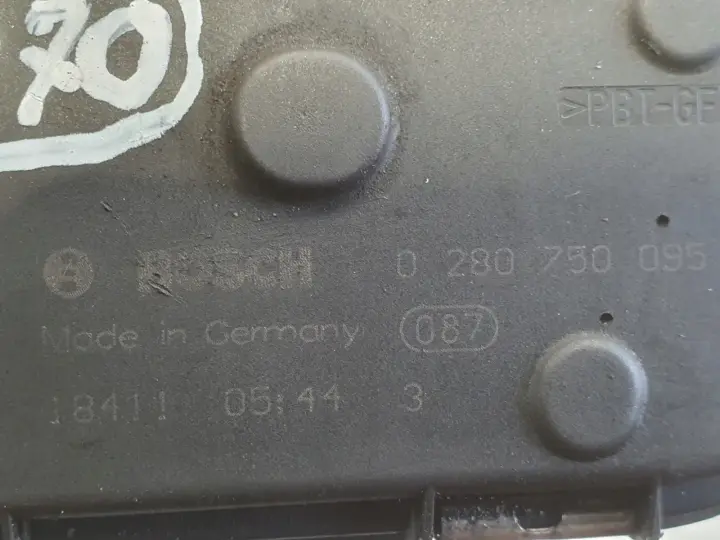 70
>PBT-GF
BOSCH 0 280 750 095
Made in Germany 087
18411 05:44 3